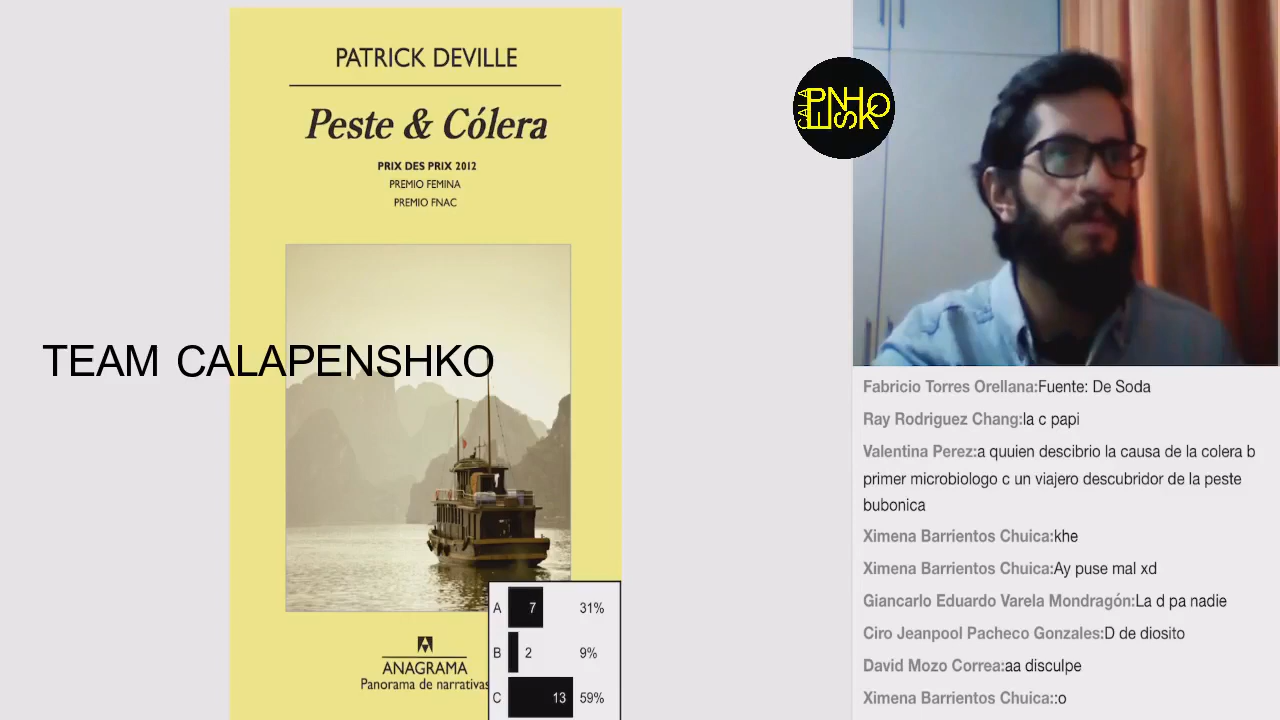 PATRICK DEVILLE
Peste & Cólera
PRIX DES PRIX 2012
PREMIO FEMINA
PREMIO FNAC
TEAM CALAPENSHKO
ANAGRAMA
Panorama de narrativas
A 7 31%
B 2 9%
C 13 59%
CALA
PENSHKO
Fabricio Torres Orellana:Fuente: De Soda
Ray Rodriguez Chang:la c papi
Valentina Perez:a quuien descibrio la causa de la colera b
primer microbiologo c un viajero descubridor de la peste
bubonica
Ximena Barrientos Chuica:khe
Ximena Barrientos Chuica:Ay puse mal xd
Giancarlo Eduardo Varela Mondragón:La d pa nadie
Ciro Jeanpool Pacheco Gonzales:D de diosito
David Mozo Correa:aa disculpe
Ximena Barrientos Chuica::o